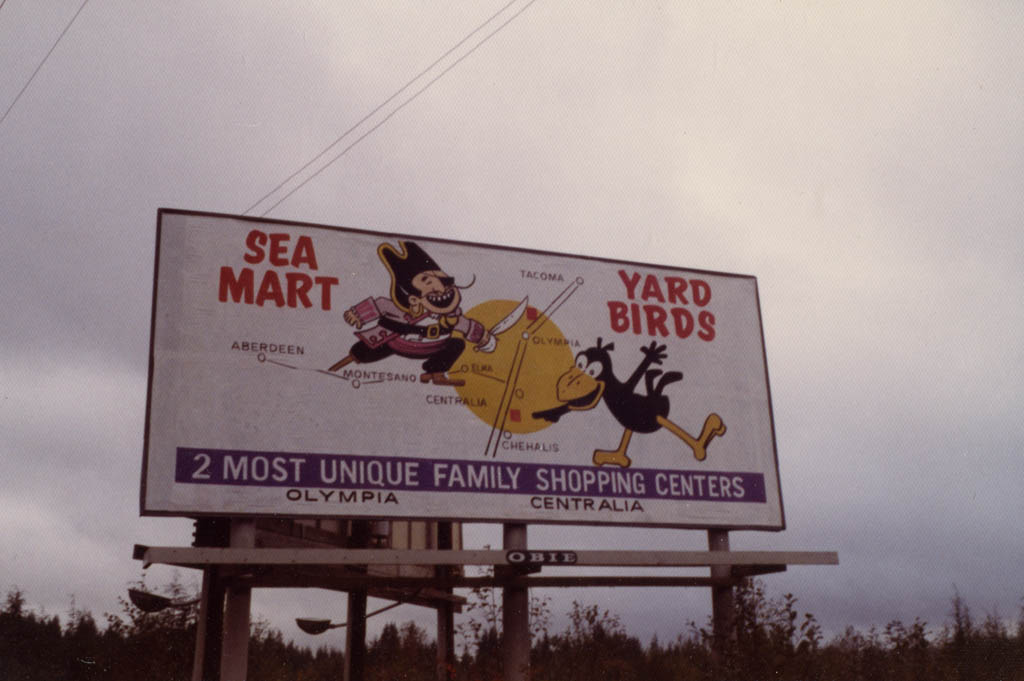 SEA
MART
TACOMA
YARD
BIRDS
OLYMPIA
ABERDEEN
MONTESANO
ELMA
CENTRALIA
CHEHALIS
2 MOST UNIQUE FAMILY SHOPPING CENTERS
OLYMPIA CENTRALIA
OBIE